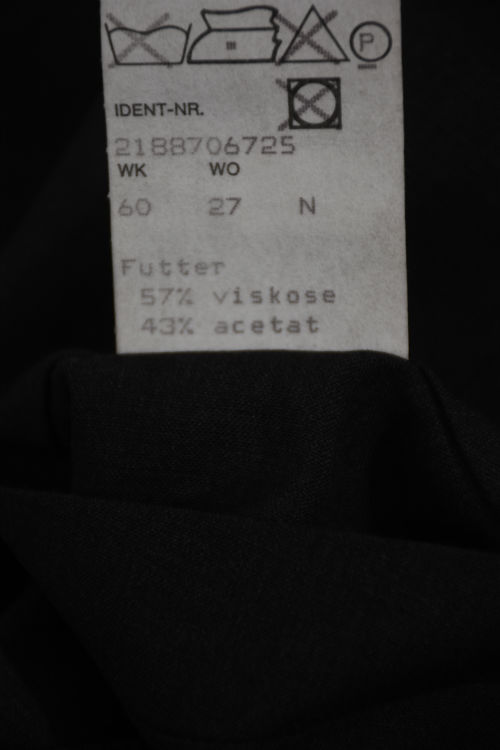 P
IDENT-NR.
2188706725
WK WO
60 27 N
Futter
57% viskose
43% acetat